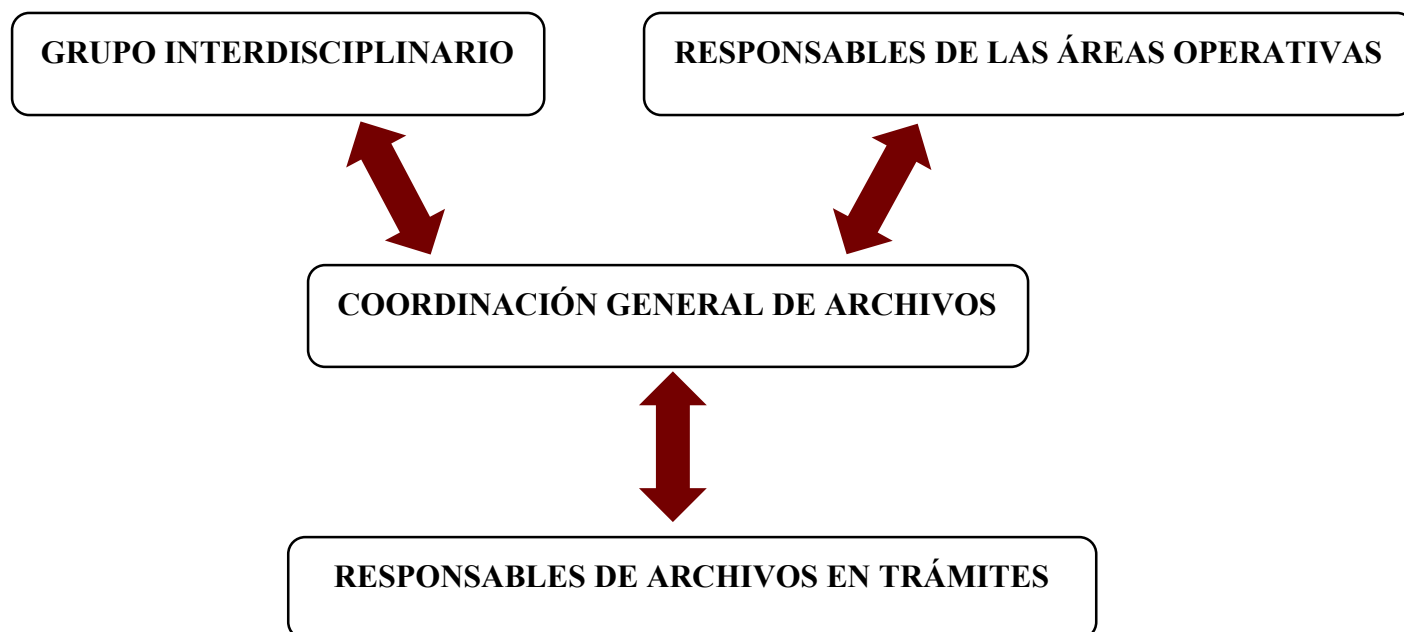 GRUPO INTERDISCIPLINARIO
RESPONSABLES DE LAS ÁREAS OPERATIVAS
COORDINACIÓN GENERAL DE ARCHIVOS
RESPONSABLES DE ARCHIVOS EN TRÁMITES